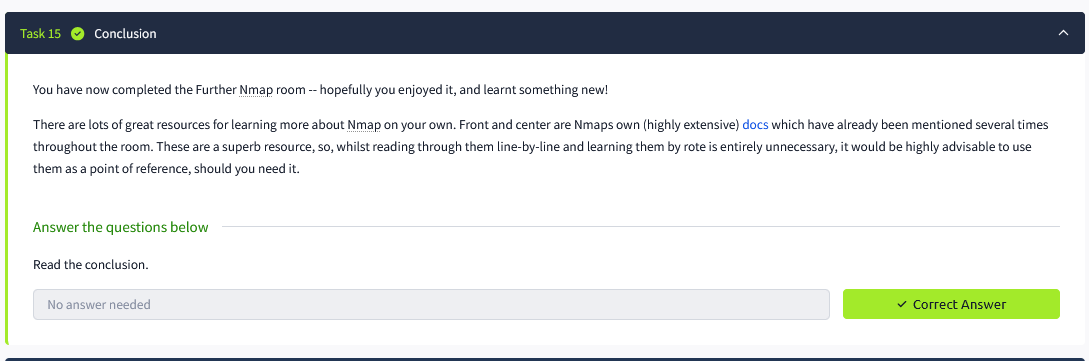 Task 15 Conclusion
You have now completed the Further Nmap room -- hopefully you enjoyed it, and learnt something new!
There are lots of great resources for learning more about Nmap on your own. Front and center are Nmaps own (highly extensive) docs which have already been mentioned several times
throughout the room. These are a superb resource, so, whilst reading through them line-by-line and learning them by rote is entirely unnecessary, it would be highly advisable to use
them as a point of reference, should you need it.
Answer the questions below
Read the conclusion.
No answer needed
Correct Answer